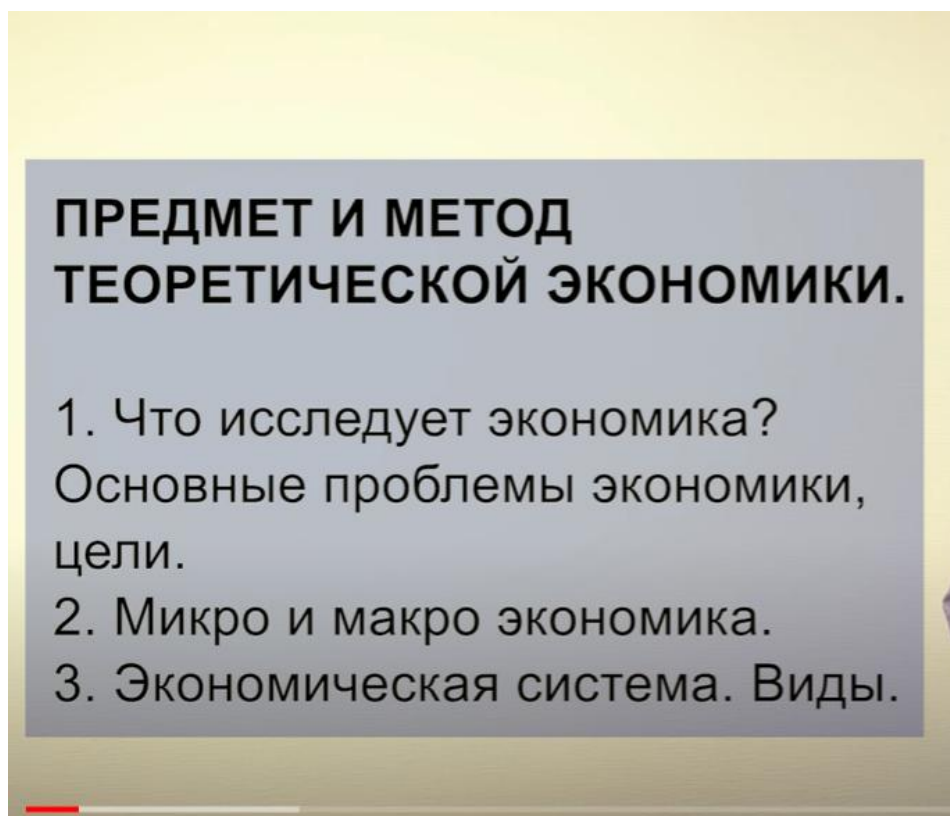 ПРЕДМЕТ И МЕТОД
ТЕОРЕТИЧЕСКОЙ ЭКОНОМИКИ.
1. Что исследует экономика?
Основные проблемы экономики,
цели.
2. Микро и макро экономика.
3. Экономическая система. Виды.